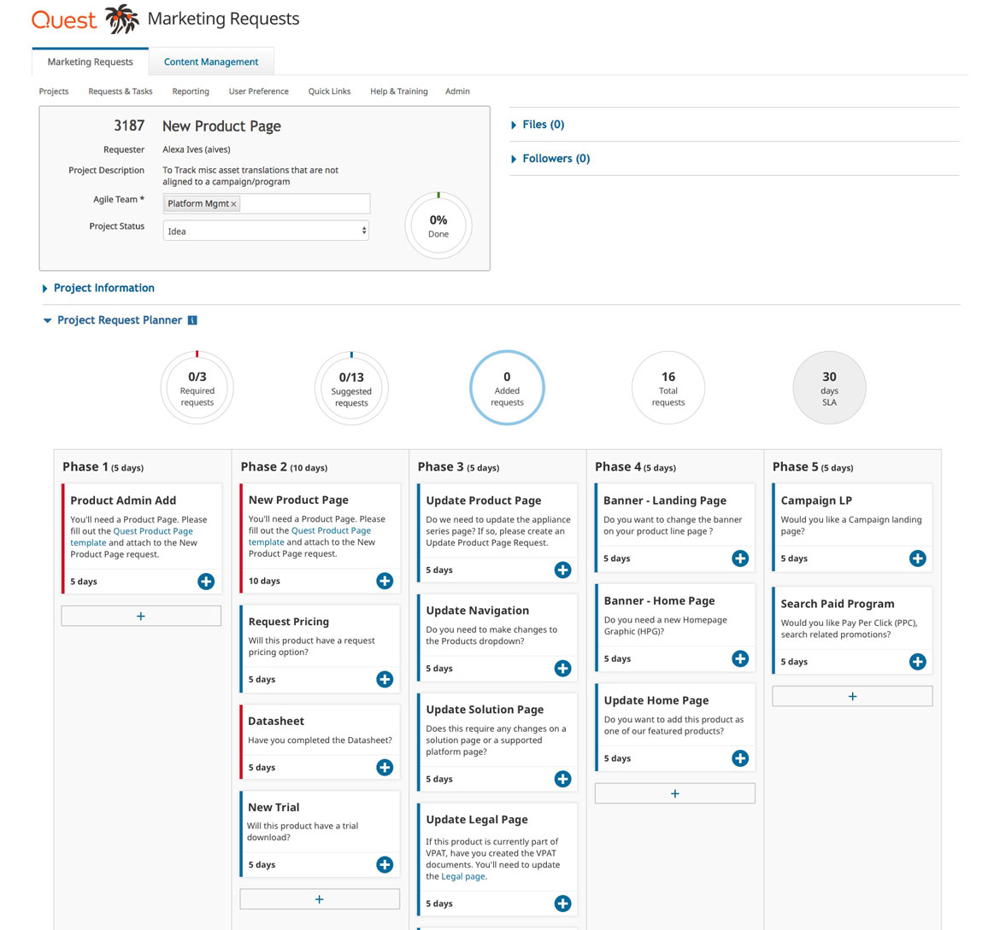 Quest Marketing Requests
Marketing Requests
Content Management
Projects
Requests & Tasks
Reporting
User Preference
Quick Links
Help & Training
Admin
3187 New Product Page
Requester Alexa Ives (aives)
Project Description To Track misc asset translations that are not
aligned to a campaign/program
Agile Team * Platform Mgmt ×
Project Status Idea
0%
Done
Files (0)
Followers (0)
Project Information
Project Request Planner i
0/3
Required
requests
0/13
Suggested
requests
0
Added
requests
16
Total
requests
30
days
SLA
Phase 1 (5 days)
Product Admin Add
You'll need a Product Page. Please
fill out the Quest Product Page
template and attach to the New
Product Page request.
5 days
+
Phase 2 (10 days)
New Product Page
You'll need a Product Page. Please
fill out the Quest Product Page
template and attach to the New
Product Page request.
10 days
Request Pricing
Will this product have a request
pricing option?
5 days
Datasheet
Have you completed the Datasheet?
5 days
New Trial
Will this product have a trial
download?
5 days
+
Phase 3 (5 days)
Update Product Page
Do we need to update the appliance
series page? If so, please create an
Update Product Page Request.
5 days
Update Navigation
Do you need to make changes to
the Products dropdown?
5 days
Update Solution Page
Does this require any changes on a
solution page or a supported
platform page?
5 days
Update Legal Page
If this product is currently part of
VPAT, have you created the VPAT
documents. You'll need to update
the Legal page.
5 days
Phase 4 (5 days)
Banner - Landing Page
Do you want to change the banner
on your product line page ?
5 days
Banner - Home Page
Do you need a new Homepage
Graphic (HPG)?
5 days
Update Home Page
Do you want to add this product as
one of our featured products?
5 days
+
Phase 5 (5 days)
Campaign LP
Would you like a Campaign landing
page?
5 days
Search Paid Program
Would you like Pay Per Click (PPC),
search related promotions?
5 days
+